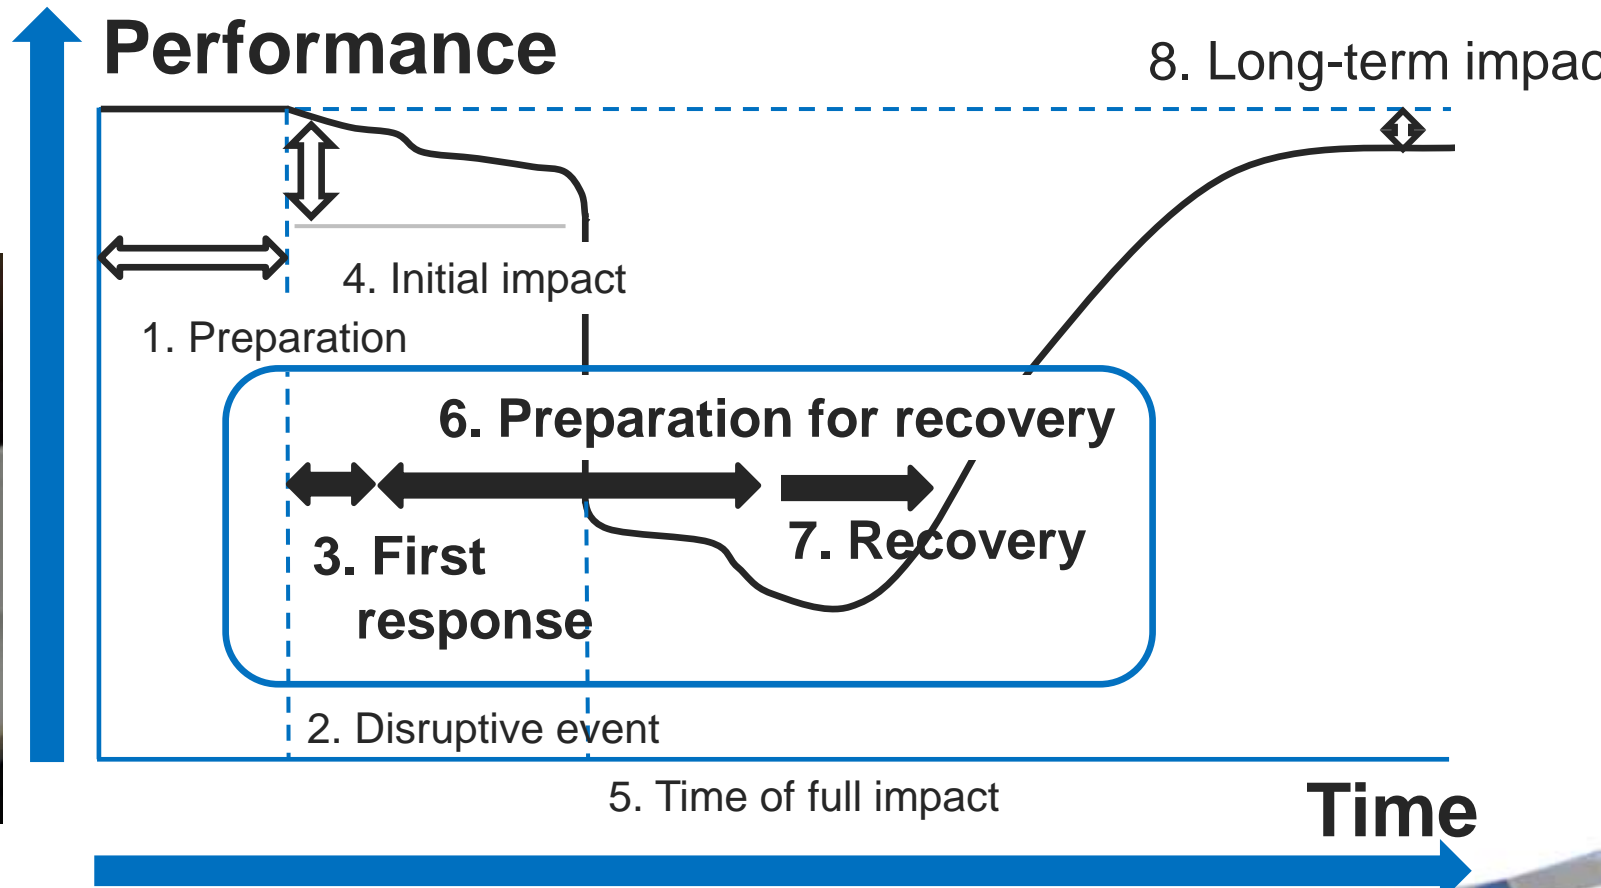 Performance
8. Long-term impac
4. Initial impact
1. Preparation
6. Preparation for recovery
3. First
response
7. Recovery
2. Disruptive event
5. Time of full impact
Time